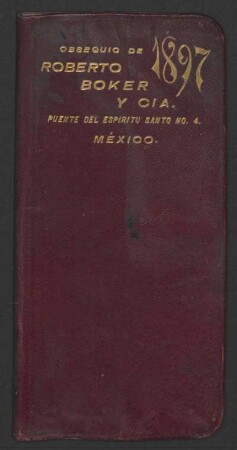 OBSEQUIO DE
1897
ROBERTO
BOKER
Y CIA.
PUENTE DEL ESPIRITU SANTO NO. 4.
MÉXICO.